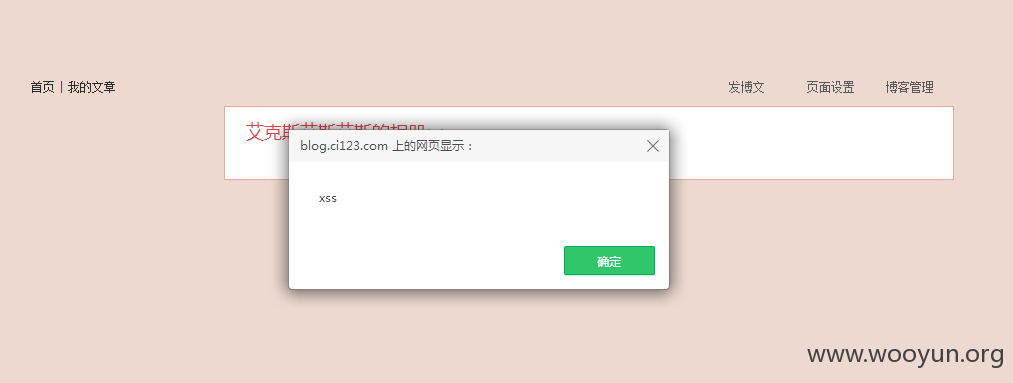 首页 | 我的文章
发博文 页面设置 博客管理
艾克斯艾斯艾斯的相册
blog.ci123.com 上的网页显示：
xss
确定
www.wooyun.org